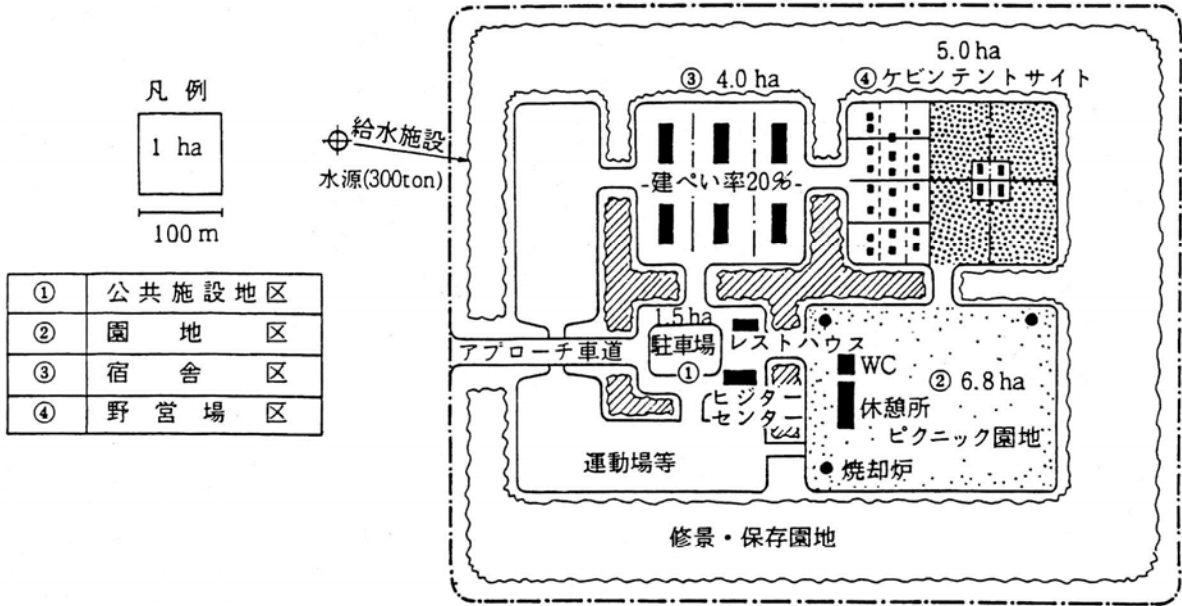 凡例
1 ha
100 m
① 公共施設地区
② 園地区
③ 宿舎区
④ 野営場区
給水施設
水源(300ton)
③ 4.0 ha
建ぺい率20%
5.0 ha
④ケビンテントサイト
アプローチ車道
1.5 ha
駐車場
①
レストハウス
ヒジター
センター
WC
② 6.8 ha
休憩所
ピクニック園地
焼却炉
運動場等
修景・保存園地